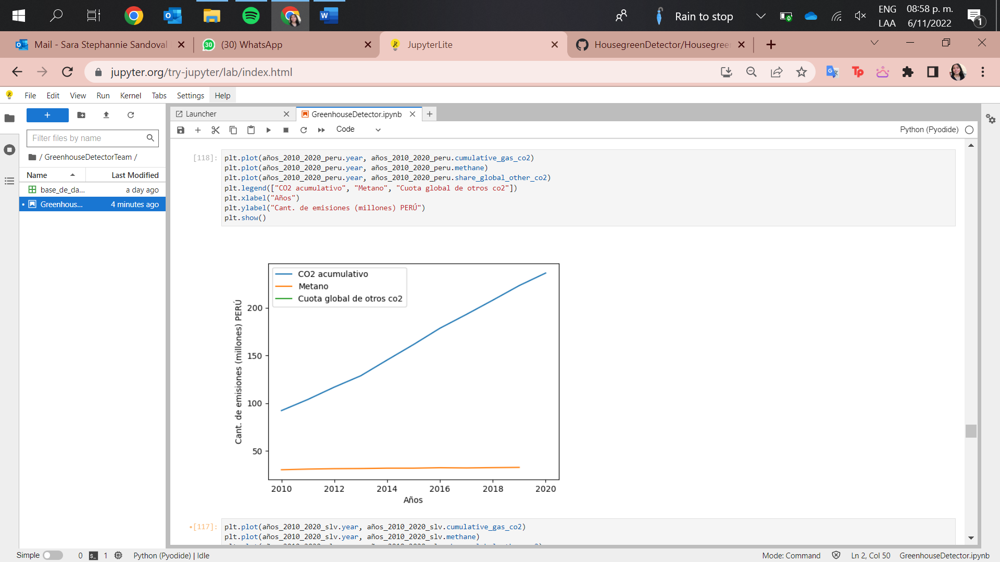 Rain to stop
ENG
LAA
08:58 p. m.
6/11/2022
1
Mail - Sara Stephannie Sandoval
30
(30) WhatsApp
JupyterLite
HousegreenDetector/Housegreen
jupyter.org/try-jupyter/lab/index.html
File Edit View Run Kernel Tabs Settings Help
Launcher
GreenhouseDetector.ipynb
Filter files by name
Code
Python (Pyodide)
/ GreenhouseDetectorTeam /
Name Last Modified
base_de_da... a day ago
Greenhous... 4 minutes ago
[118]:
plt.plot(años_2010_2020_peru.year, años_2010_2020_peru.cumulative_gas_co2)
plt.plot(años_2010_2020_peru.year, años_2010_2020_peru.methane)
plt.plot(años_2010_2020_peru.year, años_2010_2020_peru.share_global_other_co2)
plt.legend(["CO2 acumulativo", "Metano", "Cuota global de otros co2"])
plt.xlabel("Años")
plt.ylabel("Cant. de emisiones (millones) PERÚ")
plt.show()
CO2 acumulativo
Metano
Cuota global de otros co2
Cant. de emisiones (millones) PERÚ
200
150
100
50
2010 2012 2014 2016 2018 2020
Años
[117]:
plt.plot(años_2010_2020_slv.year, años_2010_2020_slv.cumulative_gas_co2)
plt.plot(años_2010_2020_slv.year, años_2010_2020_slv.methane)
Simple 0 1 Python (Pyodide) | Idle
Mode: Command Ln 2, Col 50 GreenhouseDetector.ipynb